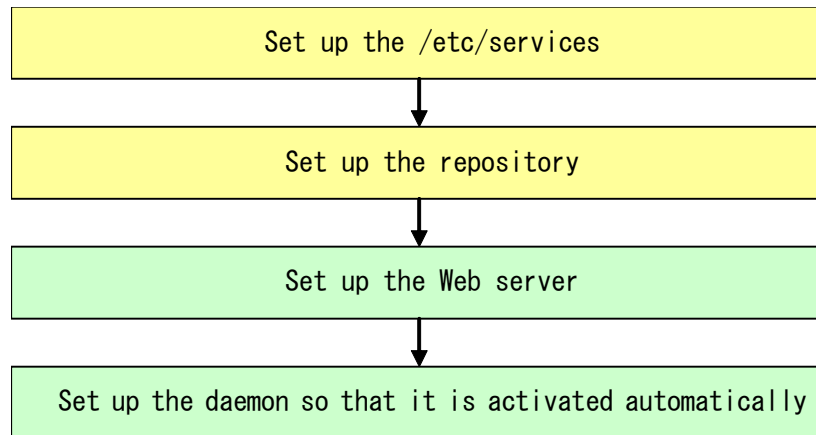 Set up the /etc/services
Set up the repository
Set up the Web server
Set up the daemon so that it is activated automatically